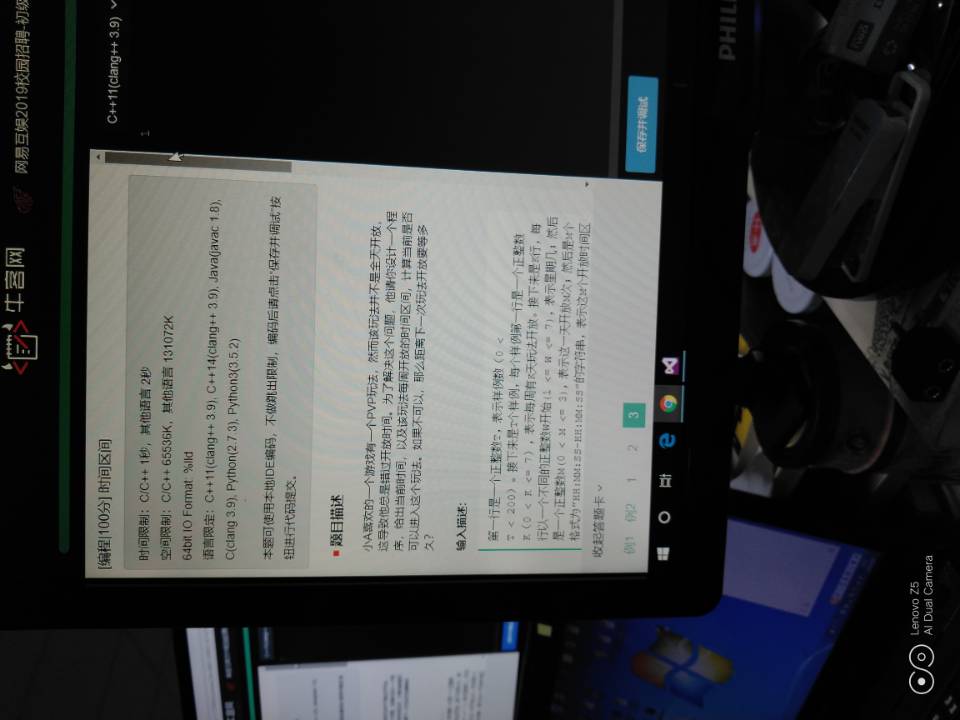 牛客网
网易互娱2019校园招聘-初级
[编程|100分] 时间区间
C++11(clang++ 3.9)
1
时间限制：C/C++ 1秒，其他语言 2秒
空间限制：C/C++ 65536K，其他语言 131072K
64bit IO Format: %lld
语言限定：C++11(clang++ 3.9), C++14(clang++ 3.9), Java(javac 1.8),
C(clang 3.9), Python(2.7.3), Python3(3.5.2)
本题可使用本地IDE编码，不做跳出限制，编码后请点击“保存并调试”按
钮进行代码提交。
题目描述
小A喜欢的一个游戏有一个PVP玩法，然而该玩法并不是全天开放，
这导致他总是错过开放时间。为了解决这个问题，他请你设计一个程
序，给出当前时间，以及该玩法每周开放的时间区间，计算当前是否
可以进入这个玩法。如果不可以，那么距离下一次玩法开放要等多
久？
输入描述:
第一行是一个正整数T，表示样例数（0 <
T < 200）。接下来是T个样例，每个样例第一行是一个正整数
K（0 < K <= 7），表示每周有K天玩法开放。接下来是K行，每
行以一个不同的正整数W开始(1 <= W <= 7)，表示星期几；然后
是一个正整数M(0 < M <= 3)，表示这一天开放M次；然后是M个
格式为"HH:MM:SS-HH:MM:SS"的字符串，表示这M个开放时间区
收起答题卡
例1 例2 1 2 3
保存并调试
PHIL
Lenovo Z5
AI Dual Camera